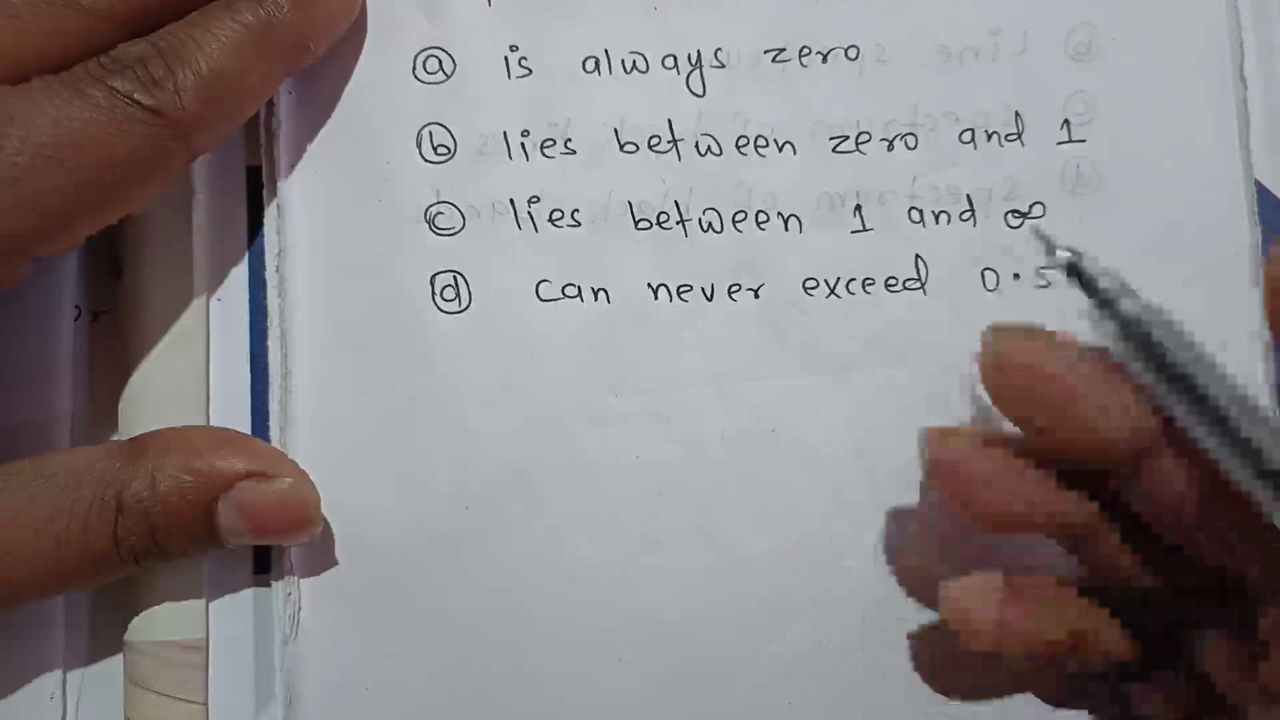 ⓐ is always zero
ⓑ lies between zero and 1
ⓒ lies between 1 and ∞
ⓓ can never exceed 0.5